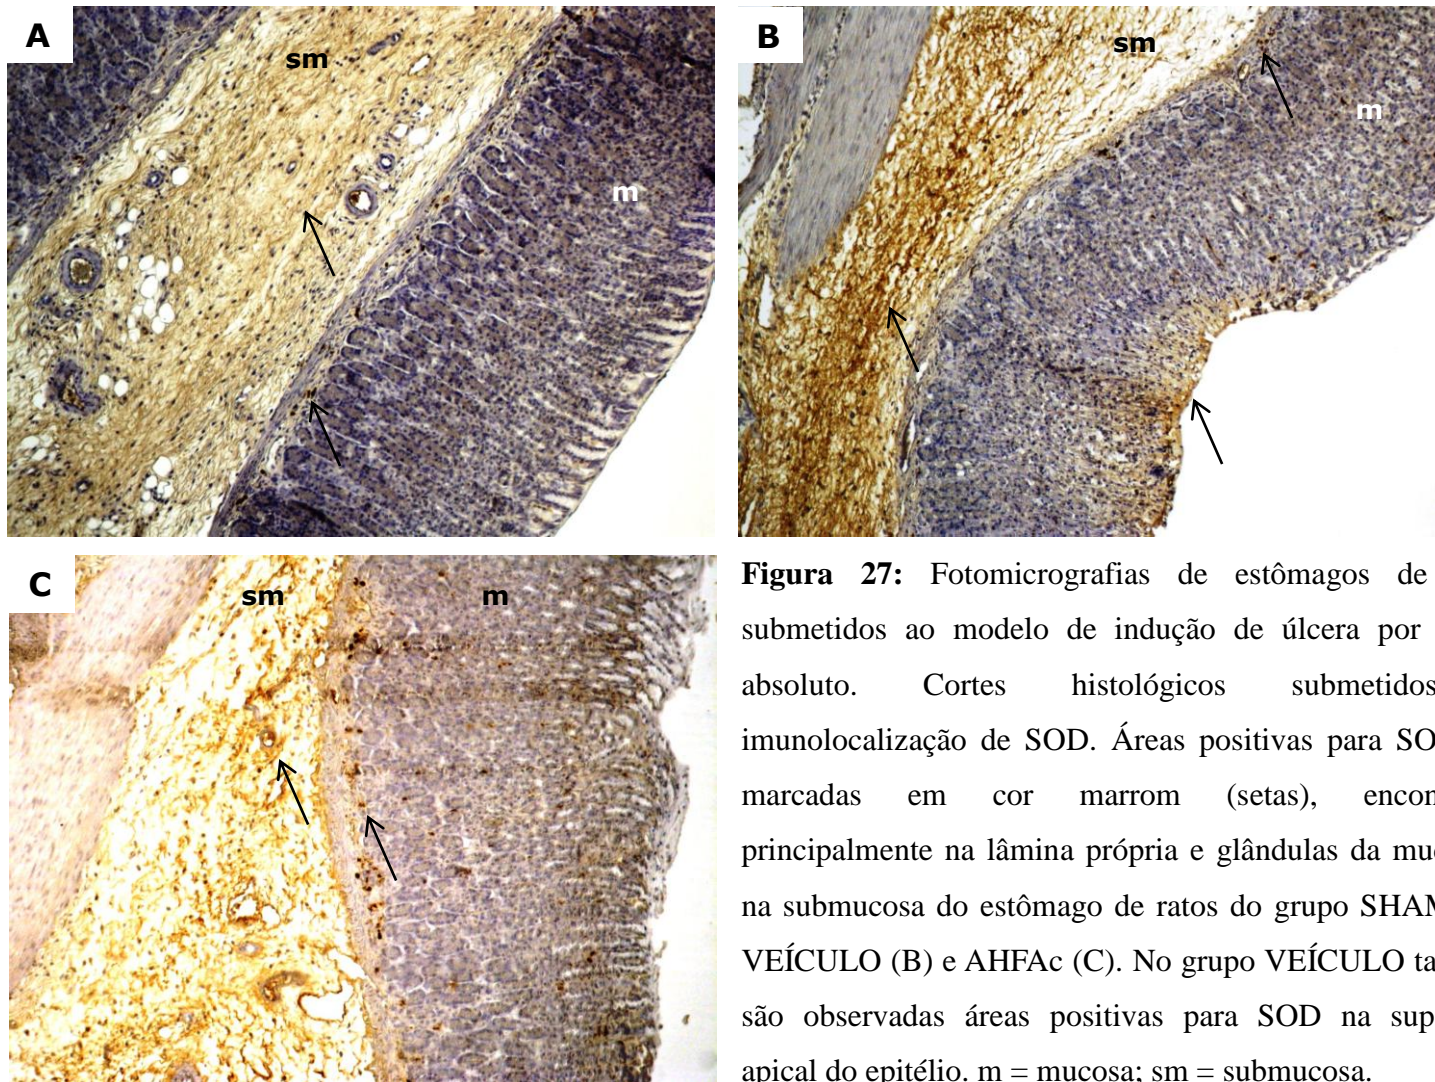 A
sm
m
B
sm
m
C
sm
m
Figura 27: Fotomicrografias de estômagos de
submetidos ao modelo de indução de úlcera por
absoluto. Cortes histológicos submetidos
imunolocalização de SOD. Áreas positivas para SO
marcadas em cor marrom (setas), encon
principalmente na lâmina própria e glândulas da muc
na submucosa do estômago de ratos do grupo SHAM
VEÍCULO (B) e AHFAc (C). No grupo VEÍCULO ta
são observadas áreas positivas para SOD na sup
apical do epitélio. m = mucosa; sm = submucosa.